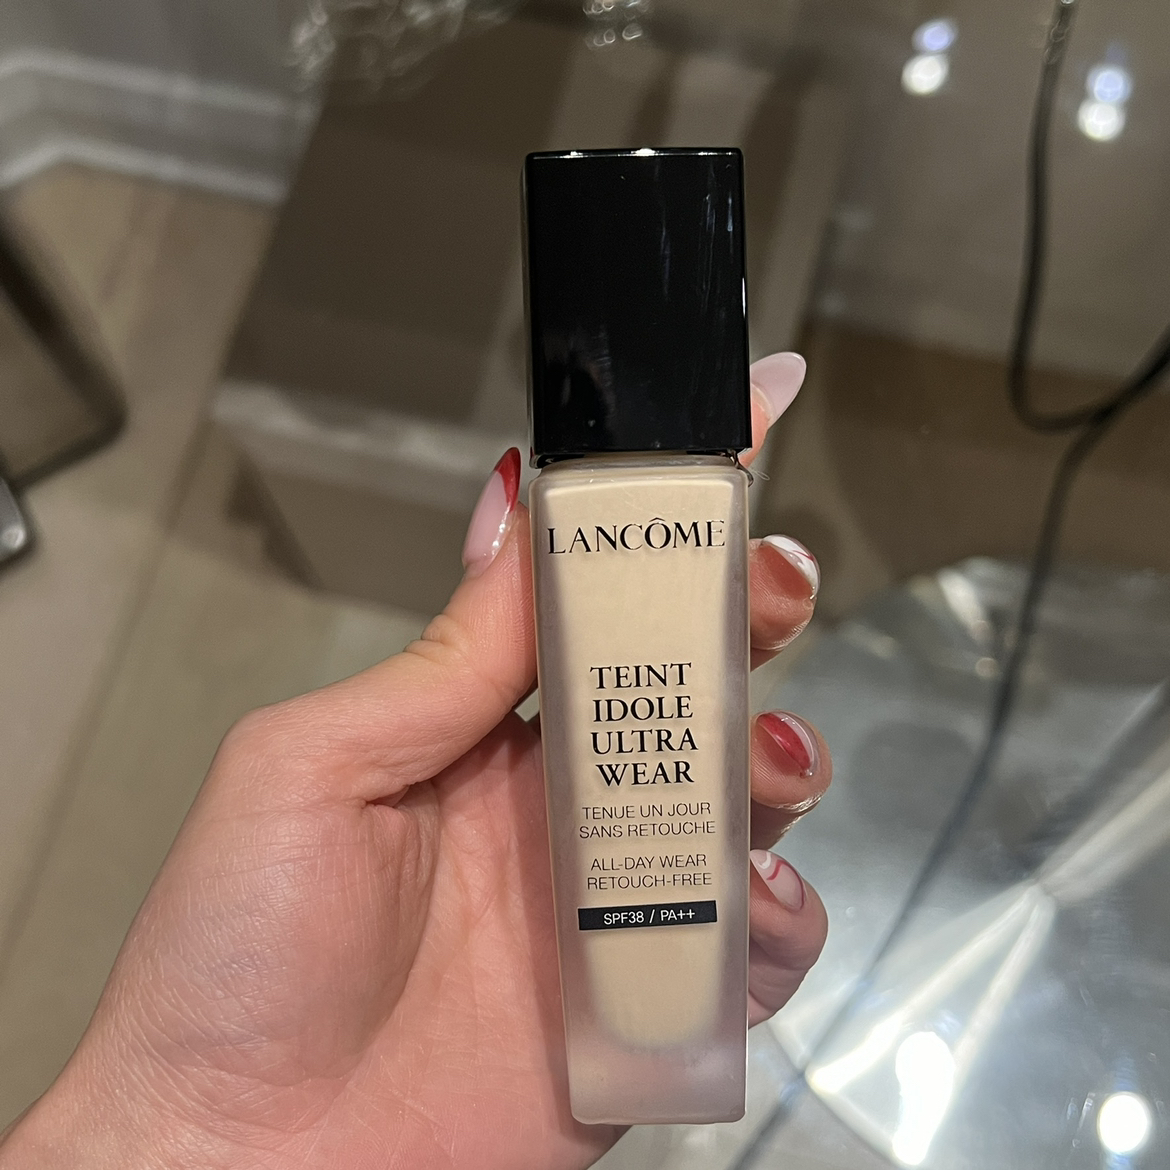 LANCÔME
TEINT
IDOLE
ULTRA
WEAR
TENUE UN JOUR
SANS RETOUCHE
ALL-DAY WEAR
RETOUCH-FREE
SPF38 / PA++